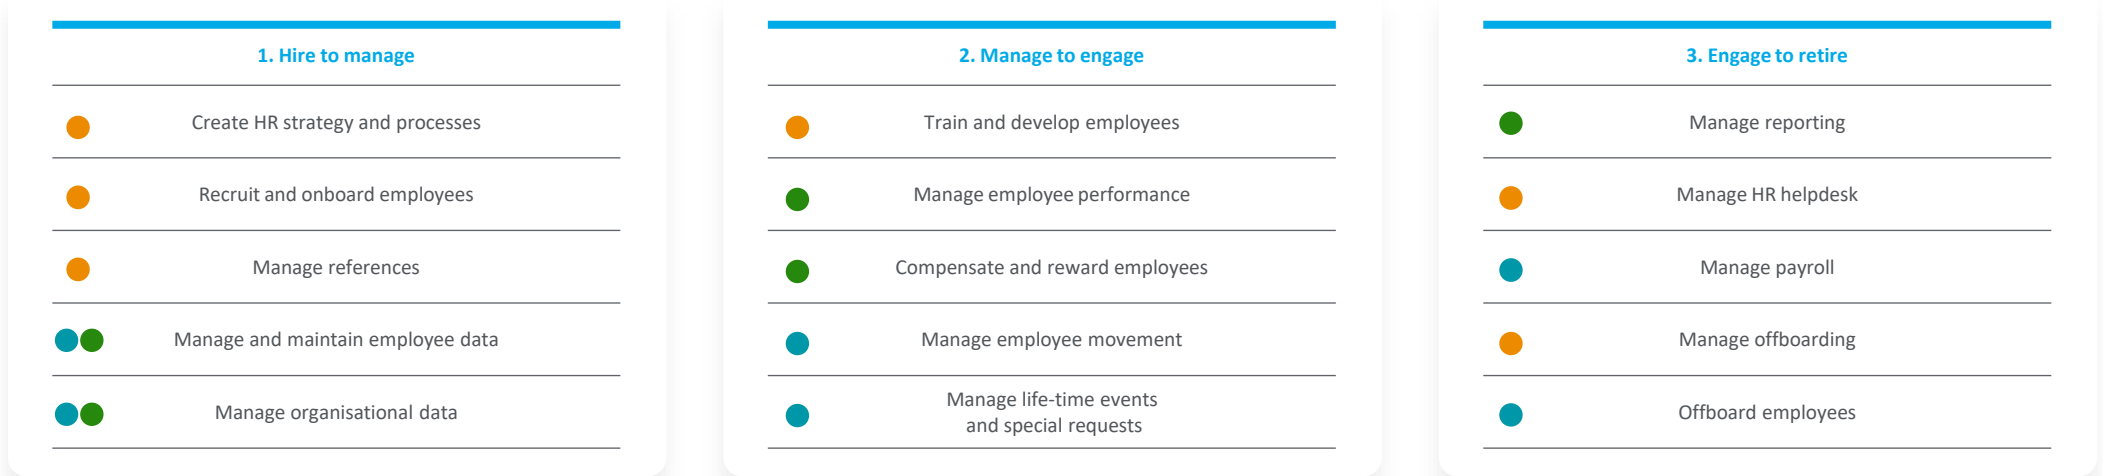 1. Hire to manage
Create HR strategy and processes
Recruit and onboard employees
Manage references
Manage and maintain employee data
Manage organisational data
2. Manage to engage
Train and develop employees
Manage employee performance
Compensate and reward employees
Manage employee movement
Manage life-time events
and special requests
3. Engage to retire
Manage reporting
Manage HR helpdesk
Manage payroll
Manage offboarding
Offboard employees